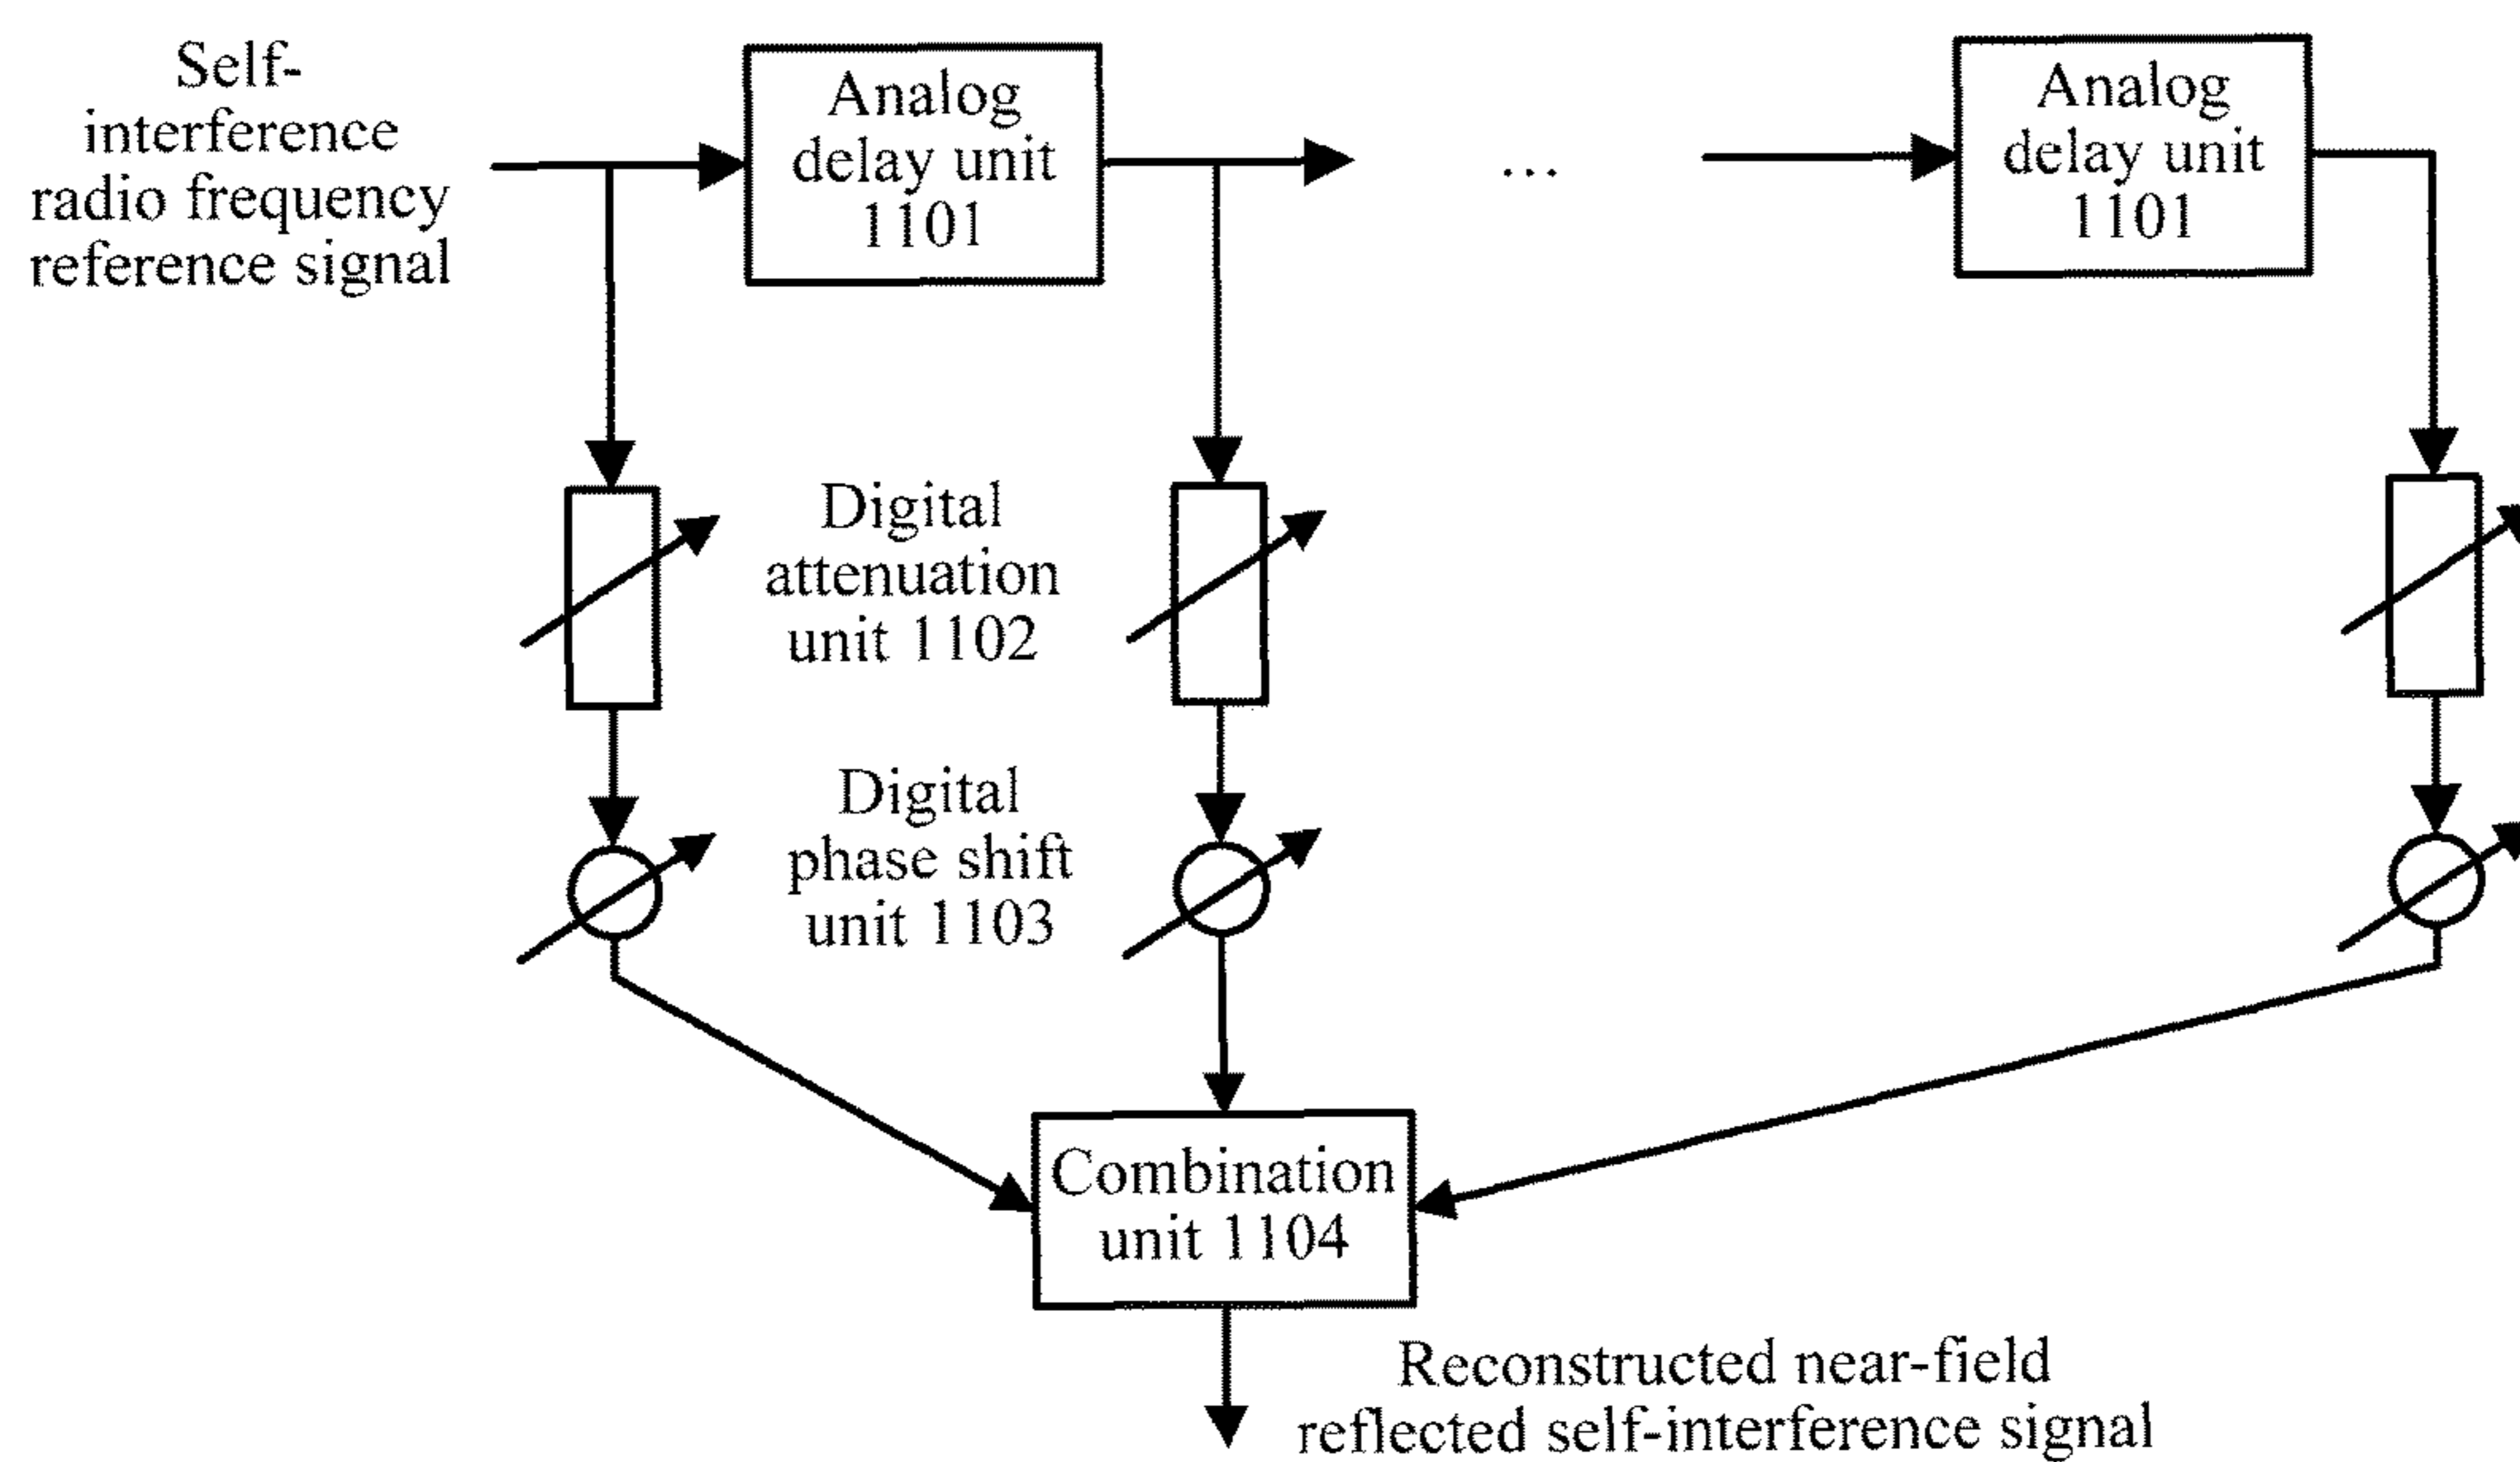 Self-
interference
radio frequency
reference signal
Analog
delay unit
1101
...
Analog
delay unit
1101
Digital
attenuation
unit 1102
Digital
phase shift
unit 1103
Combination
unit 1104
Reconstructed near-field
reflected self-interference signal